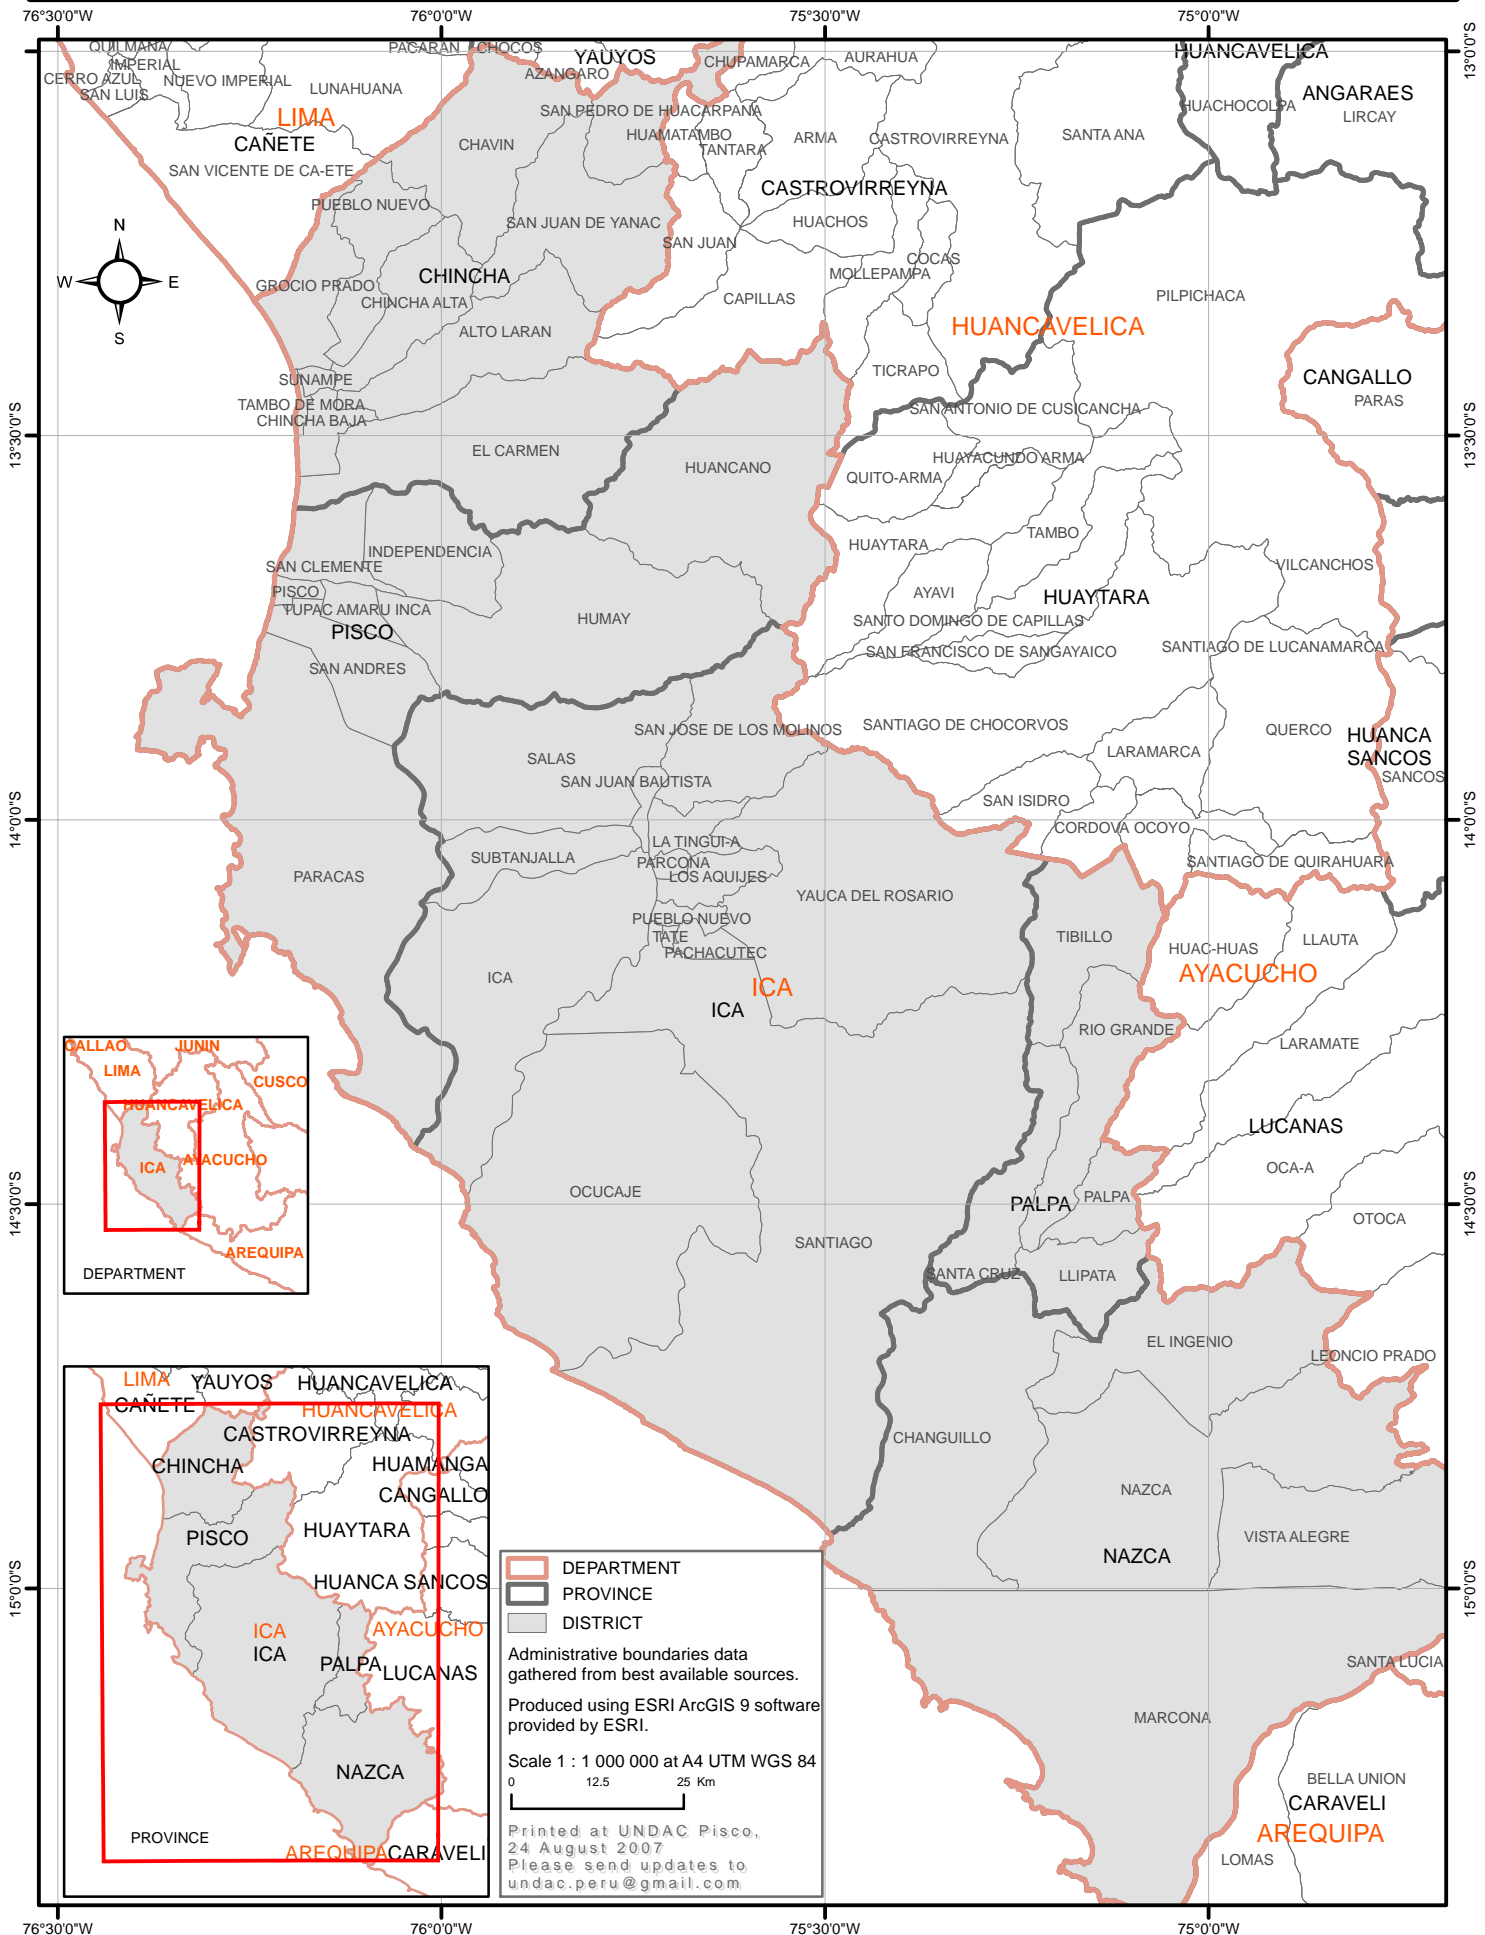 76°30'0"W
76°0'0"W
75°30'0"W
75°0'0"W
13°0'0"S
13°0'0"S
QUILMANA
IMPERIAL
CERRO AZUL
NUEVO IMPERIAL
SAN LUIS
LUNAHUANA
LIMA
CAÑETE
SAN VICENTE DE CA-ETE
PACARAN
CHOCOS
AZANGARO
YAUYOS
CHUPAMARCA
AURAHUA
HUANCAVELICA
ANGARAES
LIRCAY
HUACHOCOLPA
SAN PEDRO DE HUACARPANA
HUAMATAMBO
TANTARA
ARMA
CASTROVIRREYNA
SANTA ANA
CHAVIN
CASTROVIRREYNA
PUEBLO NUEVO
SAN JUAN DE YANAC
SAN JUAN
HUACHOS
COCAS
MOLLEPAMPA
N
W
E
S
GROCIO PRADO
CHINCHA
CHINCHA ALTA
CAPILLAS
PILPICHACA
ALTO LARAN
HUANCAVELICA
SUNAMPE
TICRAPO
CANGALLO
PARAS
TAMBO DE MORA
CHINCHA BAJA
SAN ANTONIO DE CUSICANCHA
13°30'0"S
13°30'0"S
EL CARMEN
HUANCANO
HUAYACUNDO ARMA
QUITO-ARMA
INDEPENDENCIA
HUAYTARA
TAMBO
SAN CLEMENTE
VILCANCHOS
PISCO
TUPAC AMARU INCA
AYAVI
HUAYTARA
HUMAY
SANTO DOMINGO DE CAPILLAS
PISCO
SAN FRANCISCO DE SANGAYAICO
SANTIAGO DE LUCANAMARCA
SAN ANDRES
SAN JOSE DE LOS MOLINOS
SANTIAGO DE CHOCORVOS
QUERCO
HUANCA
SANCOS
SANCOS
SALAS
LARAMARCA
SAN JUAN BAUTISTA
SAN ISIDRO
14°0'0"S
14°0'0"S
CORDOVA
OCOYO
LA TINGUI-A
SUBTANJALLA
PARCONA
SANTIAGO DE QUIRAHUARA
PARACAS
LOS AQUIJES
YAUCA DEL ROSARIO
PUEBLO NUEVO
TATE
PACHACUTEC
TIBILLO
HUAC-HUAS
LLAUTA
AYACUCHO
ICA
ICA
ICA
RIO GRANDE
LARAMATE
CALLAO
JUNIN
LIMA
CUSCO
HUANCAVELICA
ICA
AYACUCHO
AREQUIPA
DEPARTMENT
LUCANAS
OCA-A
OCUCAJE
PALPA
PALPA
14°30'0"S
14°30'0"S
OTOCA
SANTIAGO
SANTA CRUZ
LLIPATA
EL INGENIO
LEONCIO PRADO
LIMA
YAUYOS
HUANCAVELICA
CAÑETE
HUANCAVELICA
CASTROVIRREYNA
CHINCHA
HUAMANGA
CANGALLO
PISCO
HUAYTARA
HUANCA SANCOS
ICA
ICA
AYACUCHO
PALPA
LUCANAS
NAZCA
PROVINCE
AREQUIPA
CARAVELI
CHANGUILLO
NAZCA
VISTA ALEGRE
NAZCA
15°0'0"S
15°0'0"S
DEPARTMENT
PROVINCE
DISTRICT
Administrative boundaries data
gathered from best available sources.
Produced using ESRI ArcGIS 9 software
provided by ESRI.
Scale 1 : 1 000 000 at A4 UTM WGS 84
0 12.5 25 Km
Printed at UNDAC Pisco,
24 August 2007
Please send updates to
undac.peru@gmail.com
SANTA LUCIA
MARCONA
BELLA UNION
CARAVELI
AREQUIPA
LOMAS
76°30'0"W
76°0'0"W
75°30'0"W
75°0'0"W